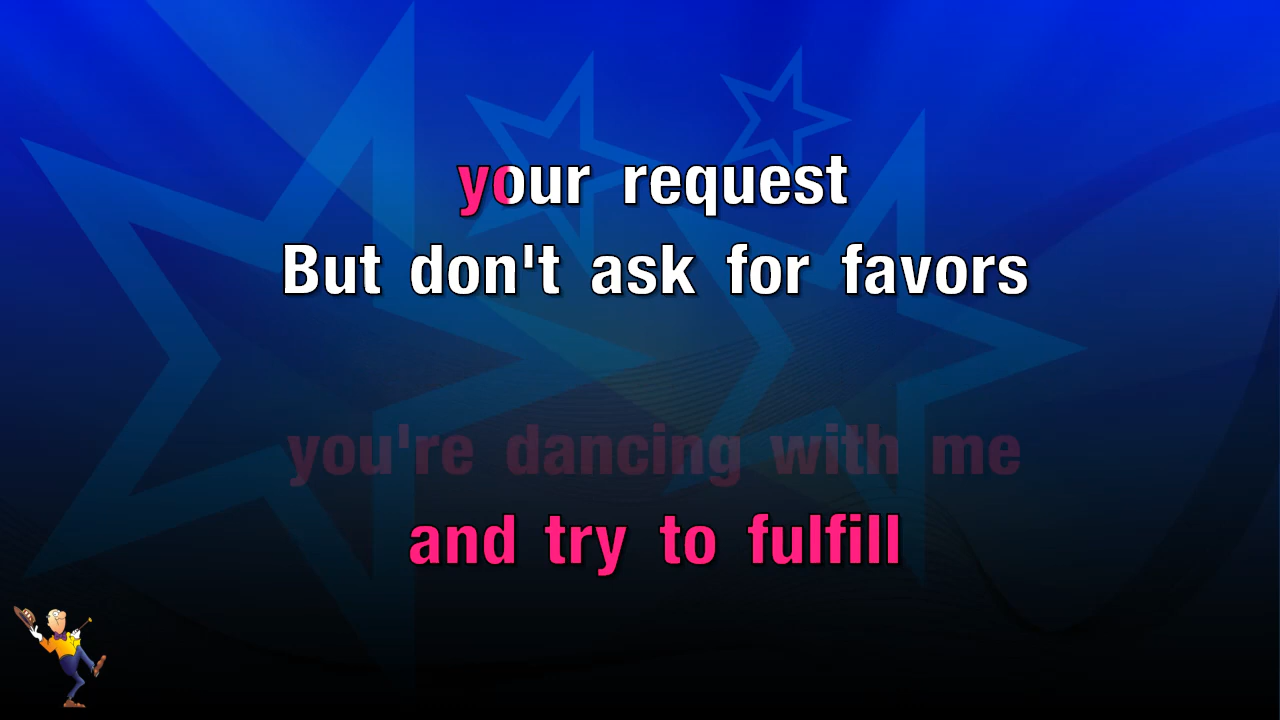 your request
But don't ask for favors
you're dancing with me
and try to fulfill